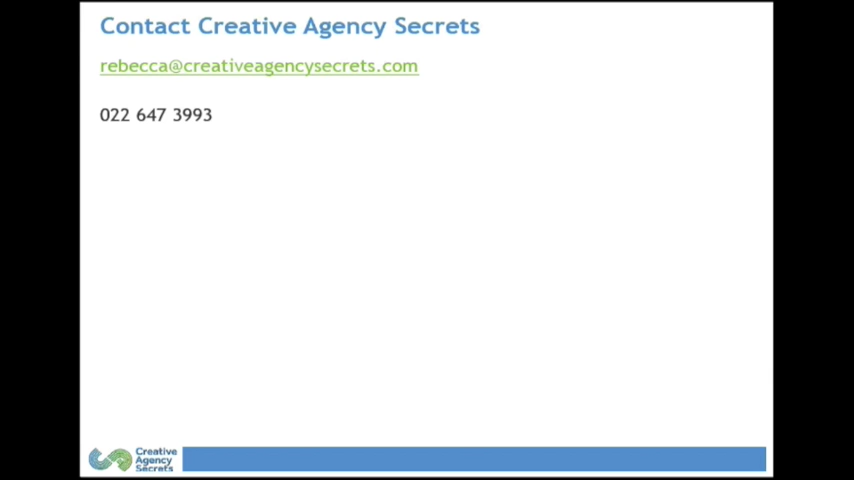 Contact Creative Agency Secrets
rebecca@creativeagencysecrets.com
022 647 3993
Creative
Agency
Secrets